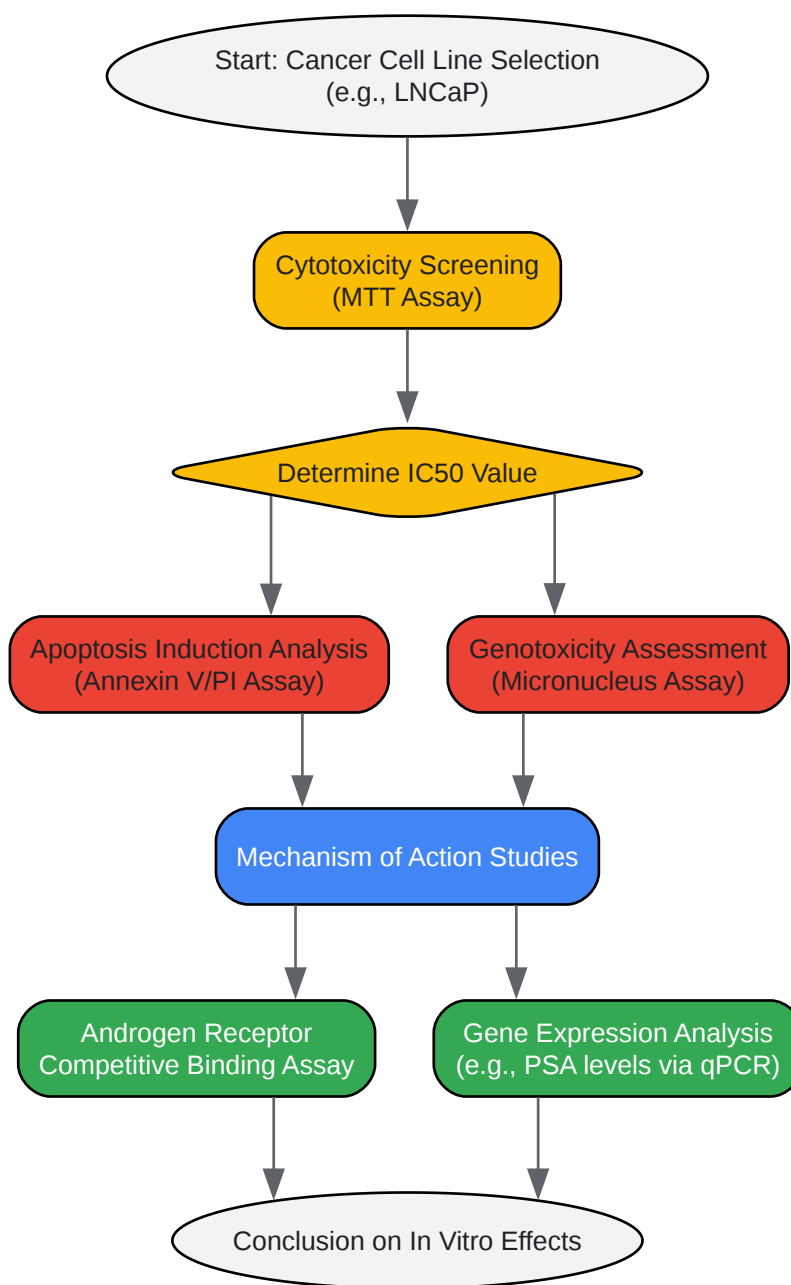 Start: Cancer Cell Line Selection
(e.g., LNCaP)
Cytotoxicity Screening
(MTT Assay)
Determine IC50 Value
Apoptosis Induction Analysis
(Annexin V/PI Assay)
Genotoxicity Assessment
(Micronucleus Assay)
Mechanism of Action Studies
Androgen Receptor
Competitive Binding Assay
Gene Expression Analysis
(e.g., PSA levels via qPCR)
Conclusion on In Vitro Effects